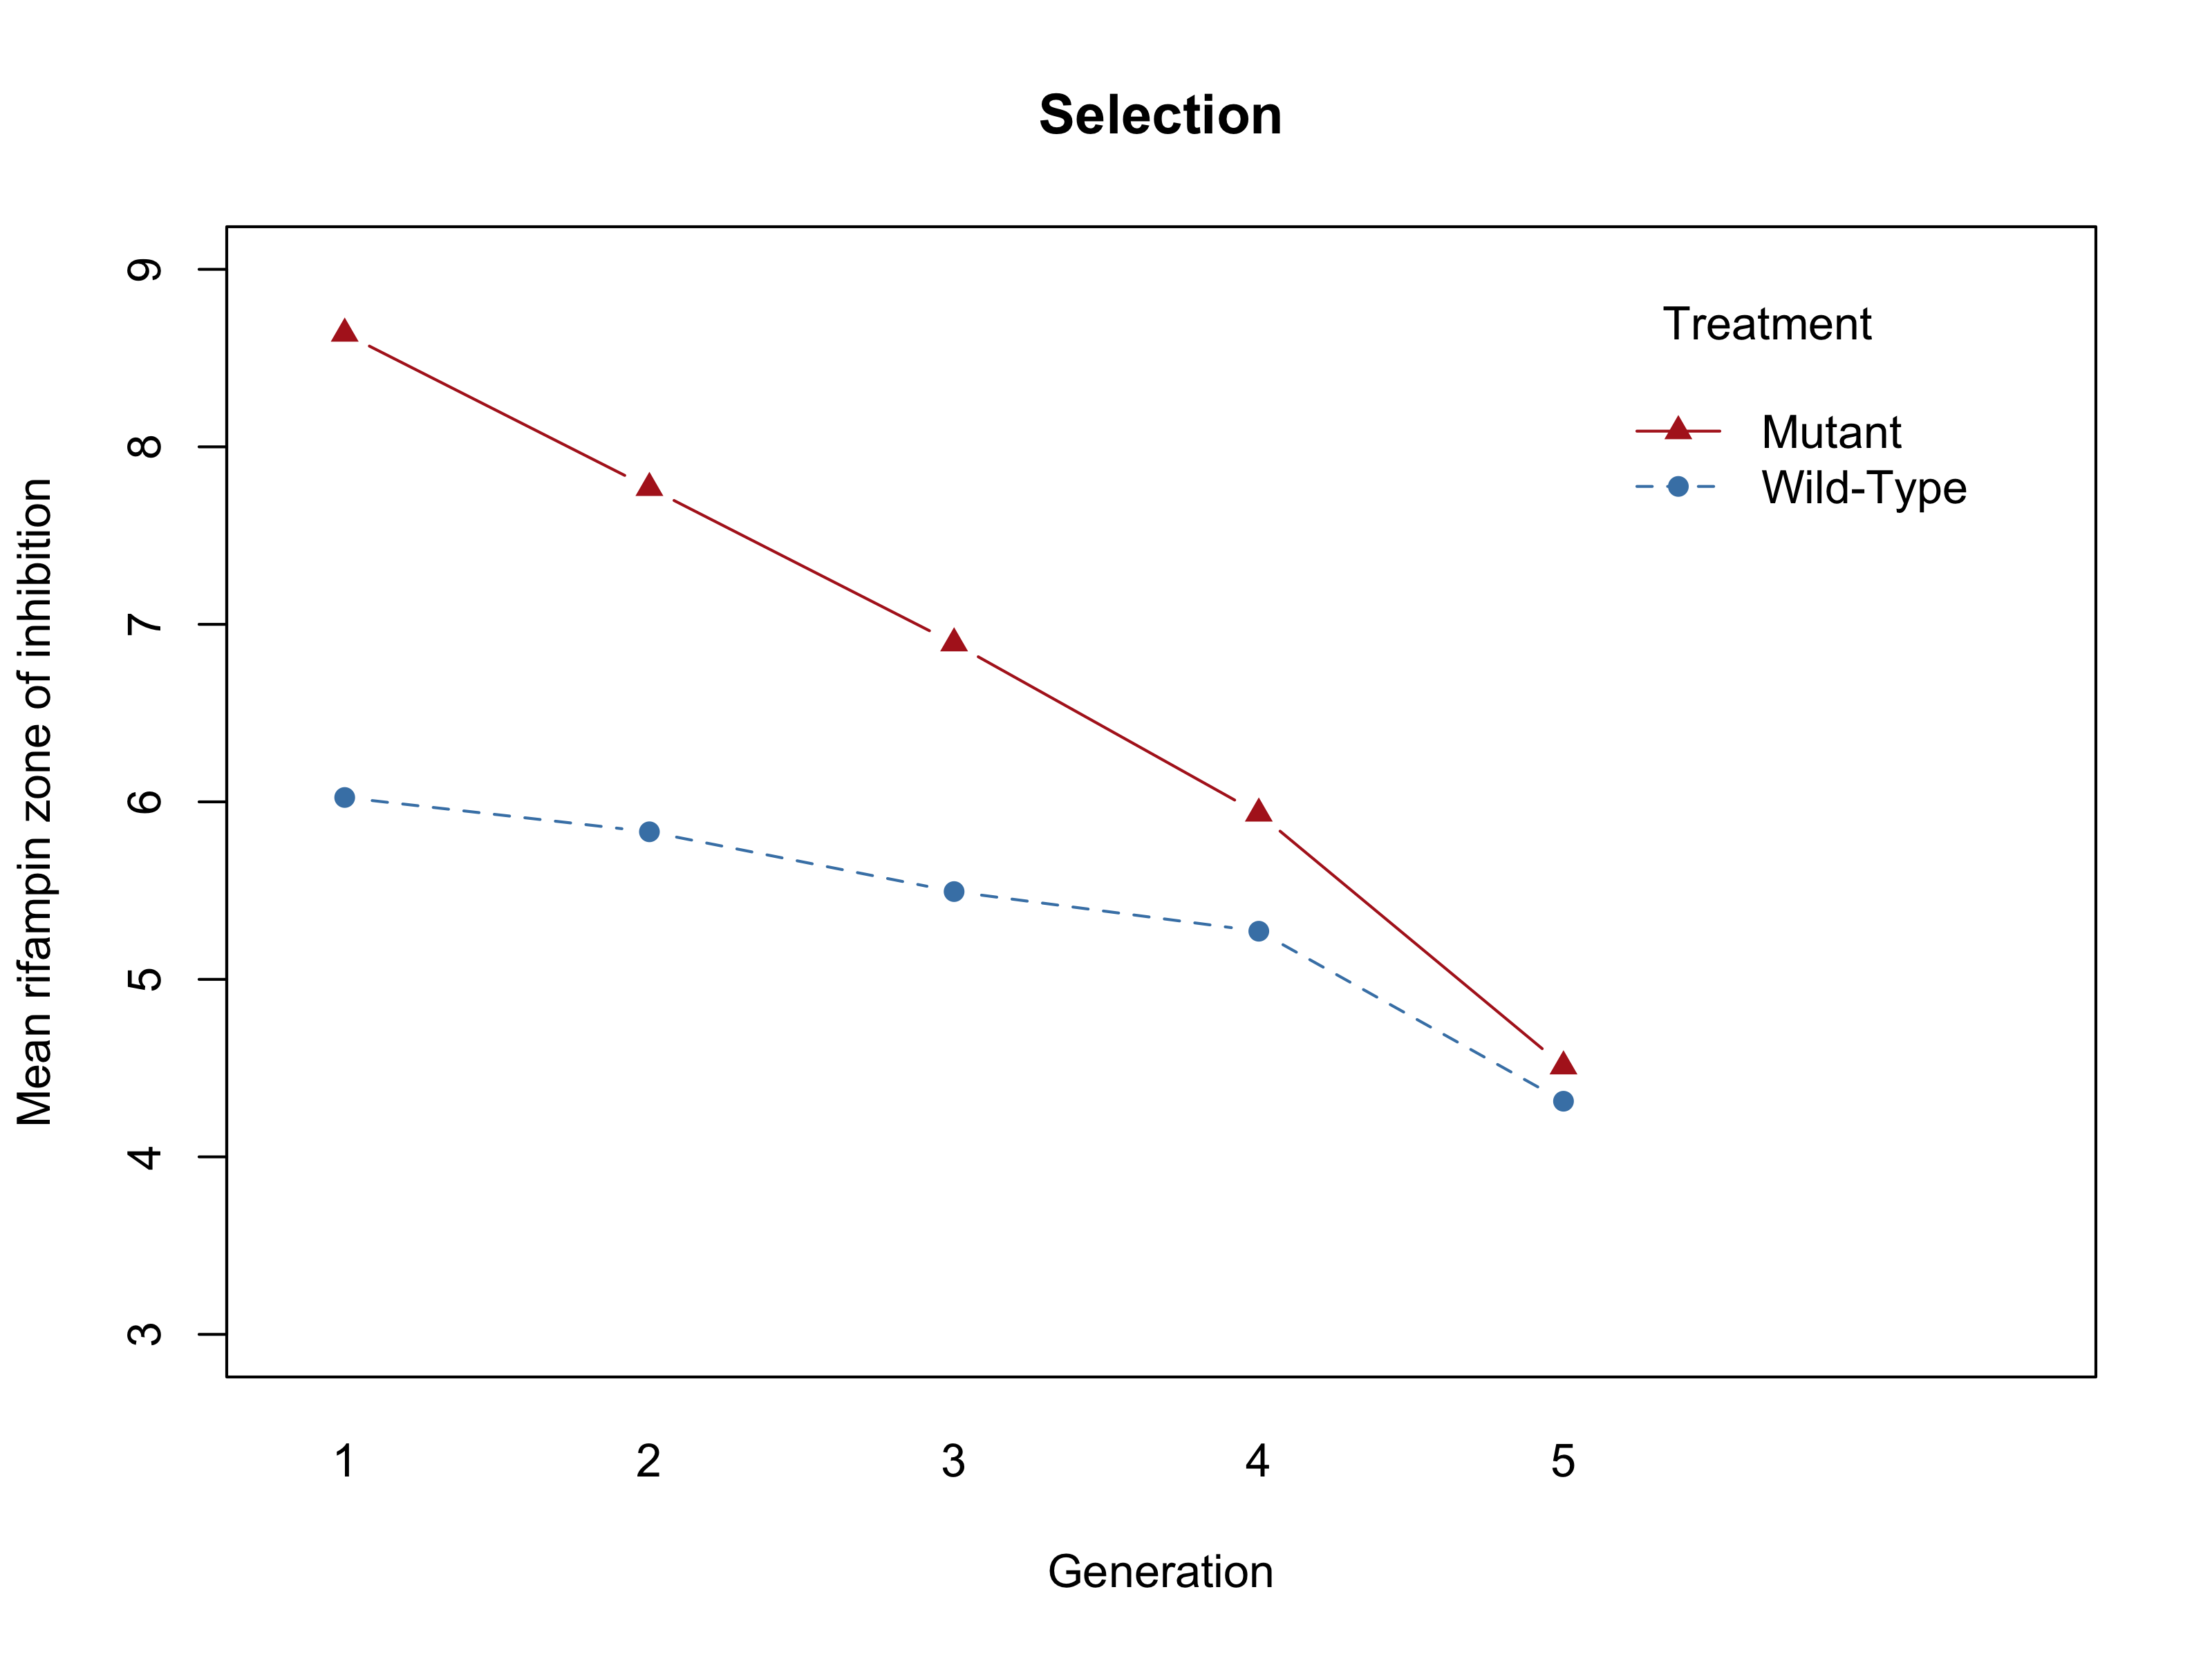 Selection
Mean rifampin zone of inhibition
9
8
7
6
5
4
3
Treatment
Mutant
Wild-Type
1 2 3 4 5
Generation